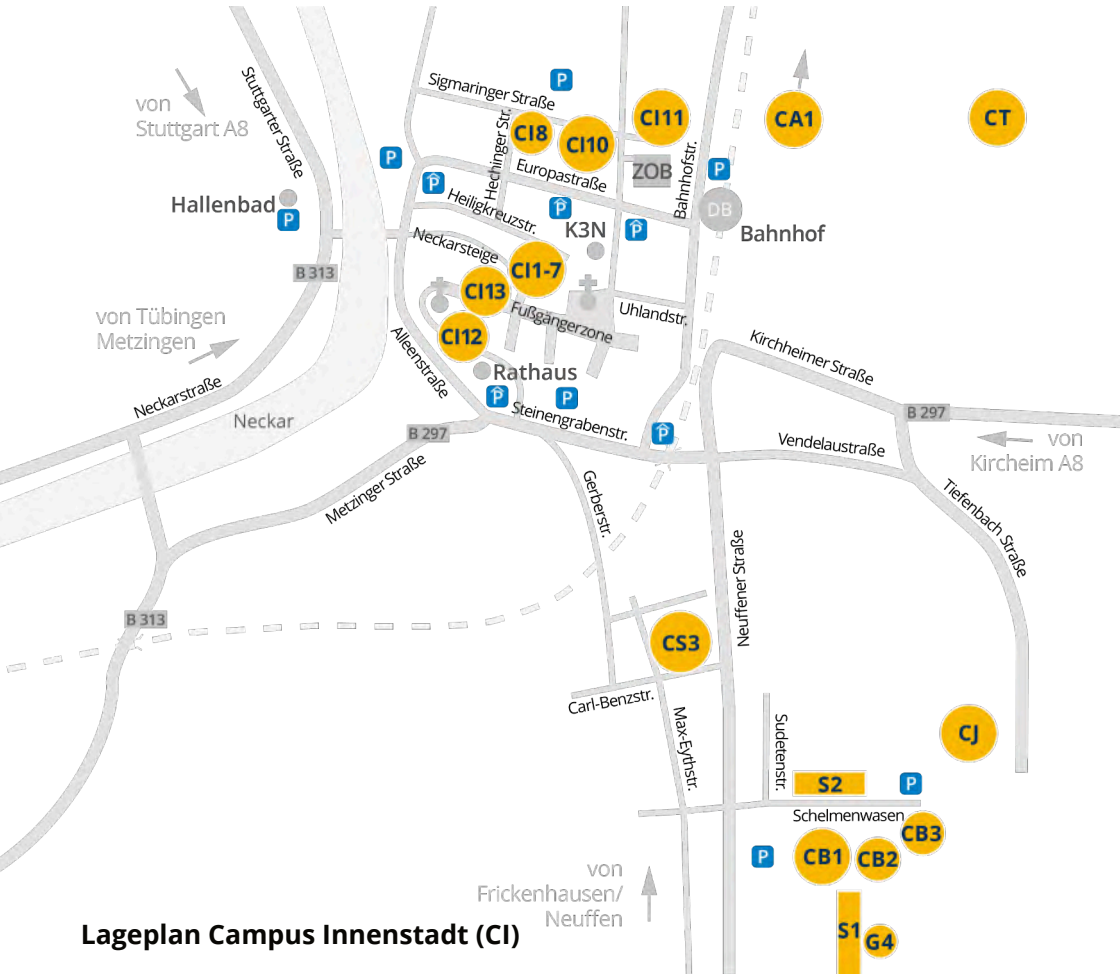 Stuttgarter Straße
von
Stuttgart A8
Sigmaringer Straße
P
Hechinger Str.
CI8
CI10
CI11
CA1
CT
P
P
Europastraße
ZOB
Bahnhofstr.
P
Hallenbad
P
Heiligkreuzstr.
P
K3N
P
DB
Bahnhof
Neckarsteige
B 313
CI1-7
CI13
Fußgängerzone
Uhlandstr.
von Tübingen
Metzingen
CI12
Alleenstraße
Rathaus
Kirchheimer Straße
Neckarstraße
P
P
Steinengrabenstr.
Neckar
B 297
P
B 297
Vendelaustraße
von
Kircheim A8
Metzinger Straße
Gerberstr.
Tiefenbach Straße
Neuffener Straße
B 313
CS3
Carl-Benzstr.
Max-Eythstr.
Sudetenstr.
CJ
S2
P
Schelmenwasen
CB3
P
CB1
CB2
von
Frickenhausen/
Neuffen
S1
G4
Lageplan Campus Innenstadt (CI)